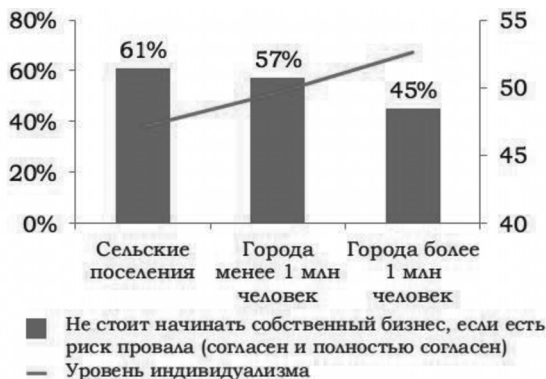 80%
60%
40%
20%
0%
61%
57%
45%
55
50
45
40
Сельские
поселения
Города
менее 1 млн
человек
Города более
1 млн
человек
Не стоит начинать собственный бизнес, если есть
риск провала (согласен и полностью согласен)
Уровень индивидуализма